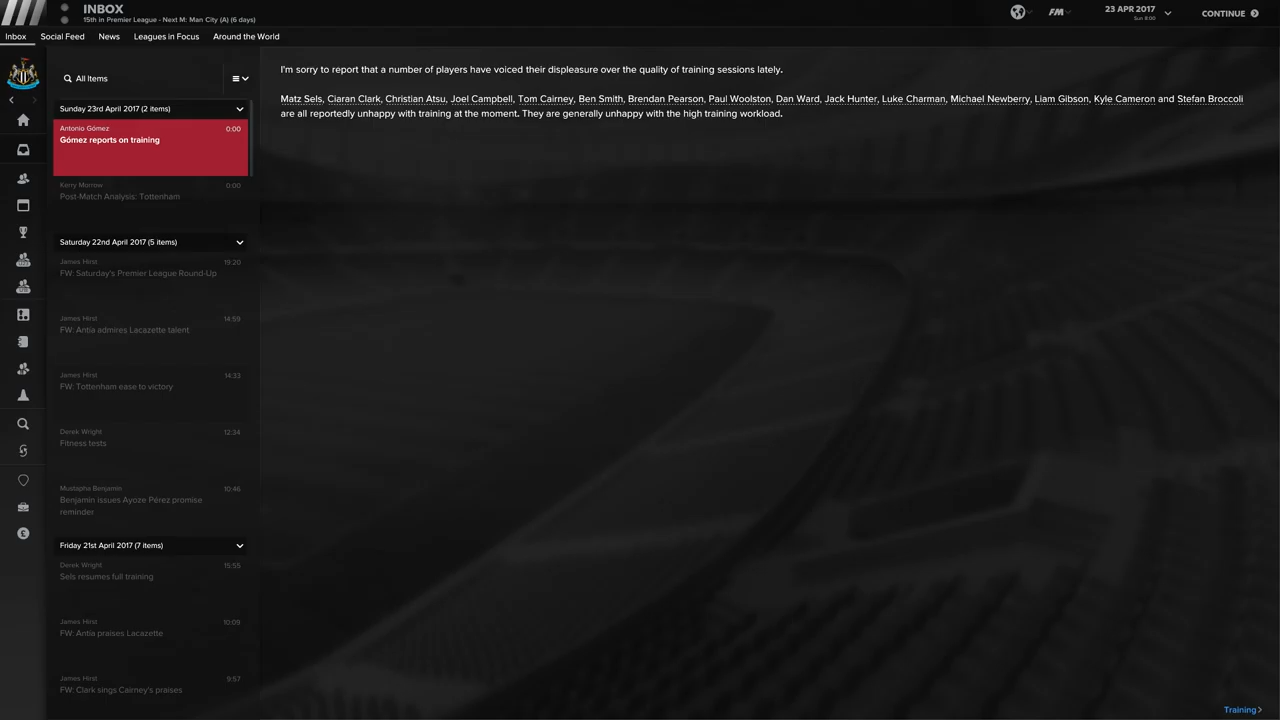 INBOX
15th in Premier League - Next M: Man City (A) (6 days)
FM
23 APR 2017
Sun 8:00
CONTINUE
Inbox
Social Feed
News
Leagues in Focus
Around the World
All Items
Sunday 23rd April 2017 (2 items)
Antonio Gómez
0:00
Gómez reports on training
Kerry Morrow
0:00
Post-Match Analysis: Tottenham
Saturday 22nd April 2017 (5 items)
James Hirst
19:20
FW: Saturday's Premier League Round-Up
James Hirst
14:59
FW: Antia admires Lacazette talent
James Hirst
14:33
FW: Tottenham ease to victory
Derek Wright
12:34
Fitness tests
Mustapha Benjamin
10:46
Benjamin issues Ayoze Pérez promise
reminder
Friday 21st April 2017 (7 items)
Derek Wright
15:55
Sels resumes full training
James Hirst
10:09
FW: Antia praises Lacazette
James Hirst
9:57
FW: Clark sings Cairney's praises
I'm sorry to report that a number of players have voiced their displeasure over the quality of training sessions lately.
Matz Sels, Ciaran Clark, Christian Atsu, Joel Campbell, Tom Cairney, Ben Smith, Brendan Pearson, Paul Woolston, Dan Ward, Jack Hunter, Luke Charman, Michael Newberry, Liam Gibson, Kyle Cameron and Stefan Broccoli
are all reportedly unhappy with training at the moment. They are generally unhappy with the high training workload.
Training